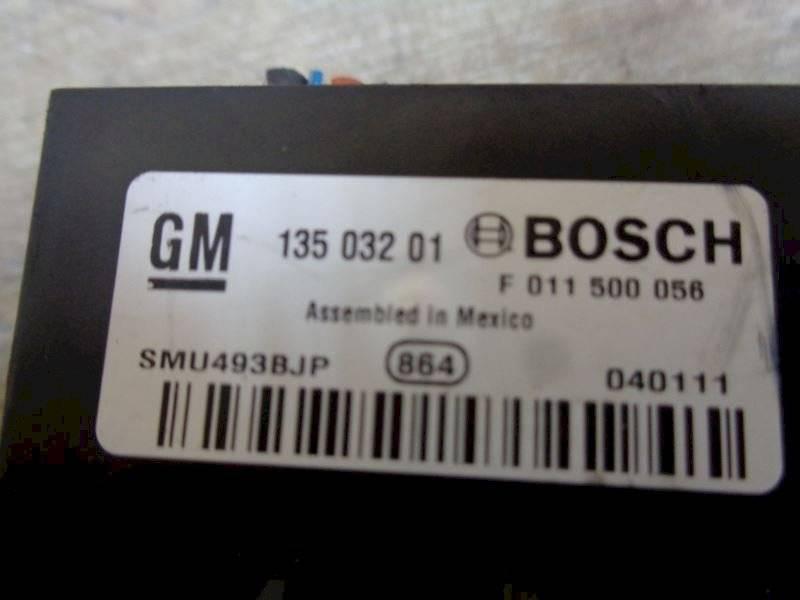 GM 135 032 01 BOSCH
F 011 500 056
Assembled in Mexico
SMU493BJP 864 040111